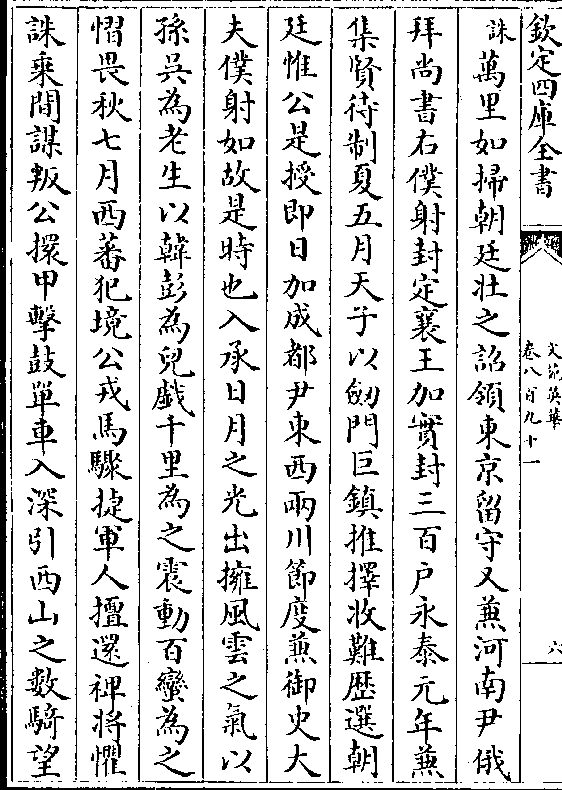 欽定四庫全書
文苑英華
卷八百九十一
六
誅萬里如掃朝廷壯之詔領東京留守又兼河南尹俄
拜尚書右僕射封定襄王加實封三百户永泰元年兼
集賢待制夏五月天子以劒門巨鎮推擇收難歴選朝
廷惟公是授即日加成都尹東西兩川節度兼御史大
夫僕射如故是時也入承日月之光出擁風雲之氣以
孫吳為老生以韓彭為兒戯千里為之震動百蠻為之
慴畏秋七月西蕃犯境公戎馬驟捷軍人擅還裨將懼
誅乘間謀叛公擐甲擊鼓單車入深引西山之數騎望